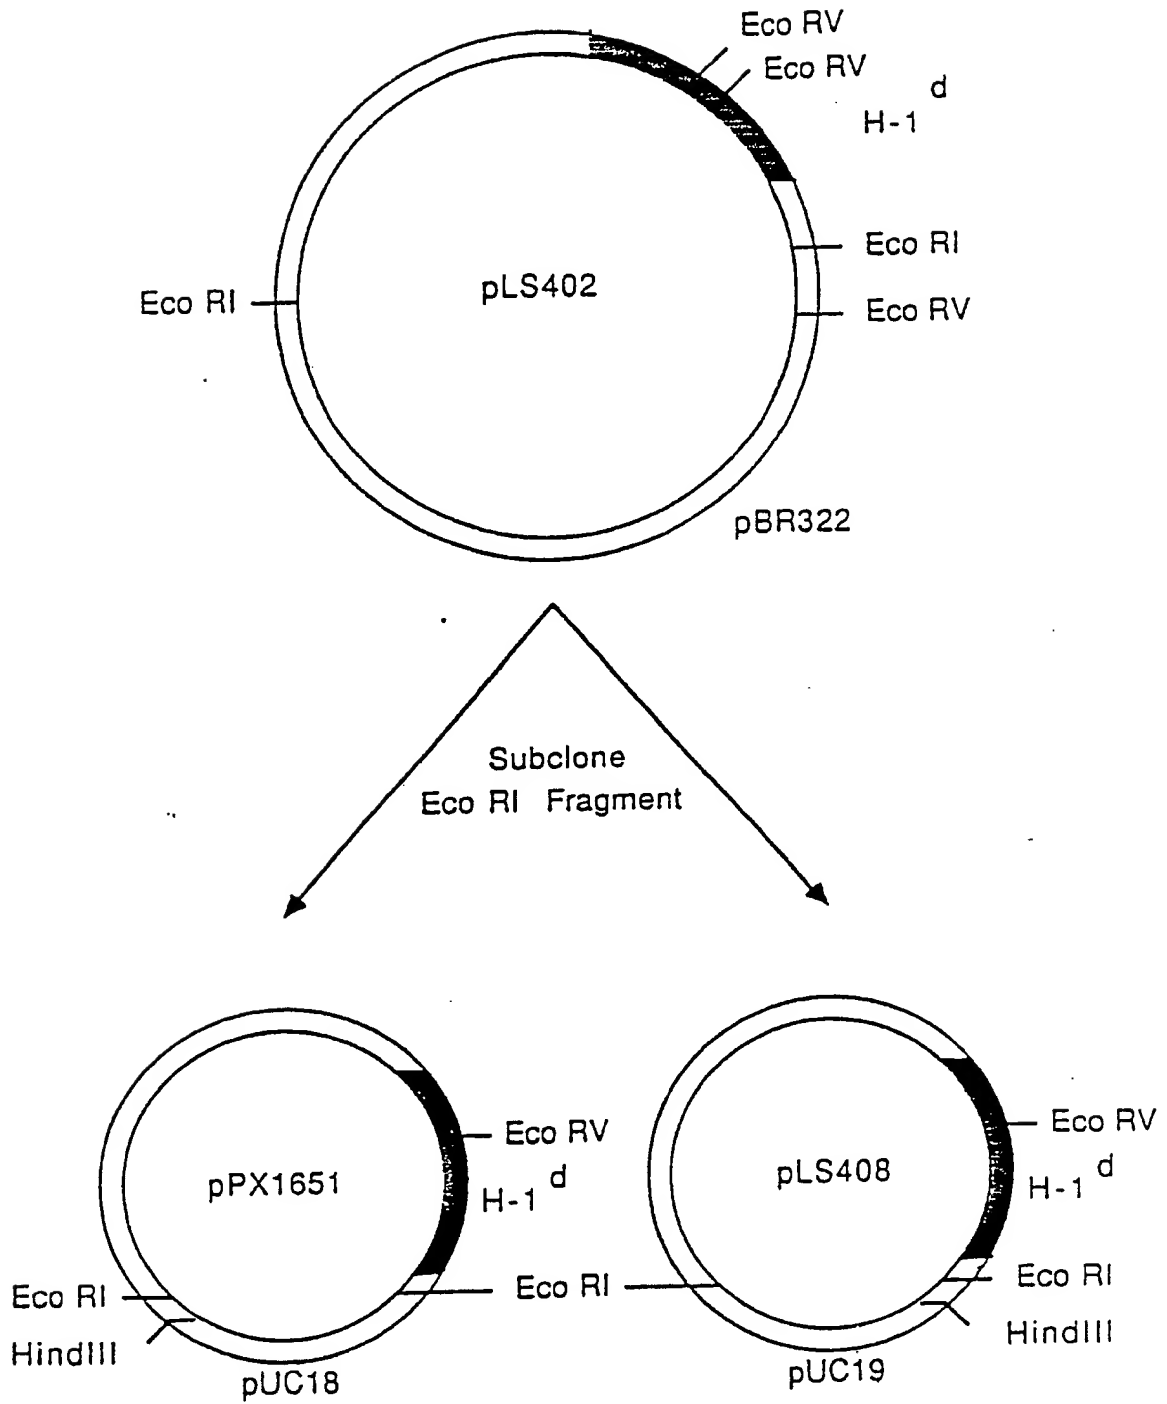 Eco RV
Eco RV
d
H-1
Eco RI
pLS402
Eco RI
Eco RV
pBR322
Subclone
Eco RI Fragment
Eco RV
pPX1651
d
H-1
Eco RI
HindIII
pUC18
Eco RI
Eco RV
pLS408
d
H-1
Eco RI
HindIII
pUC19